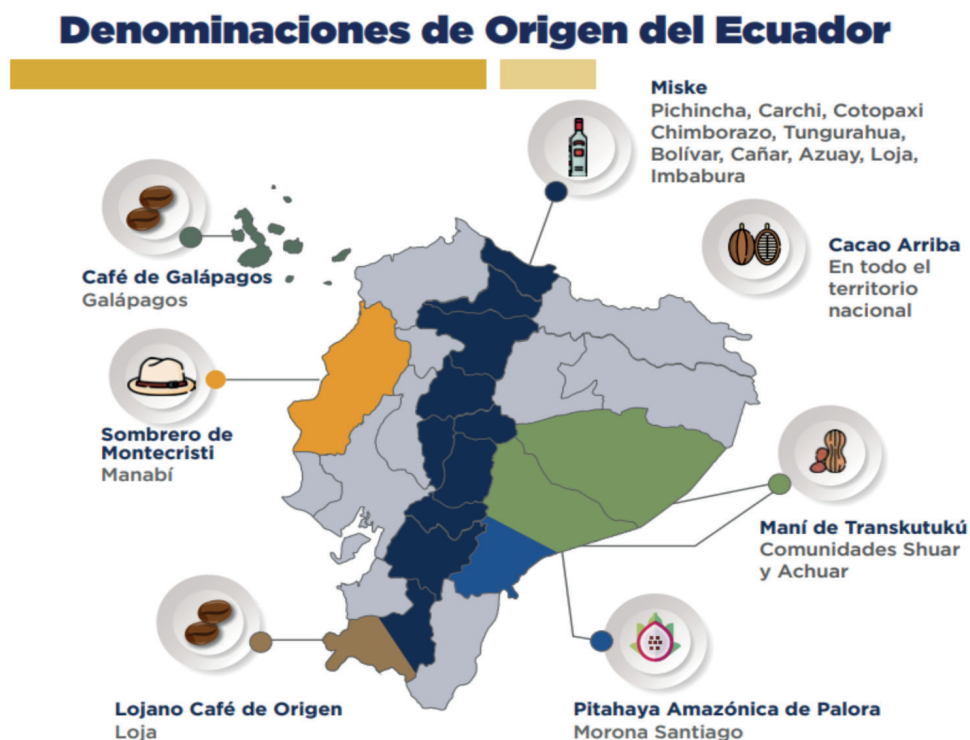 Denominaciones de Origen del Ecuador
Miske
Pichincha, Carchi, Cotopaxi
Chimborazo, Tungurahua,
Bolívar, Cañar, Azuay, Loja,
Imbabura
Cacao Arriba
En todo el
territorio
nacional
Café de Galápagos
Galápagos
Sombrero de
Montecristi
Manabí
Maní de Transkutukú
Comunidades Shuar
y Achuar
Lojano Café de Origen
Loja
Pitahaya Amazónica de Palora
Morona Santiago